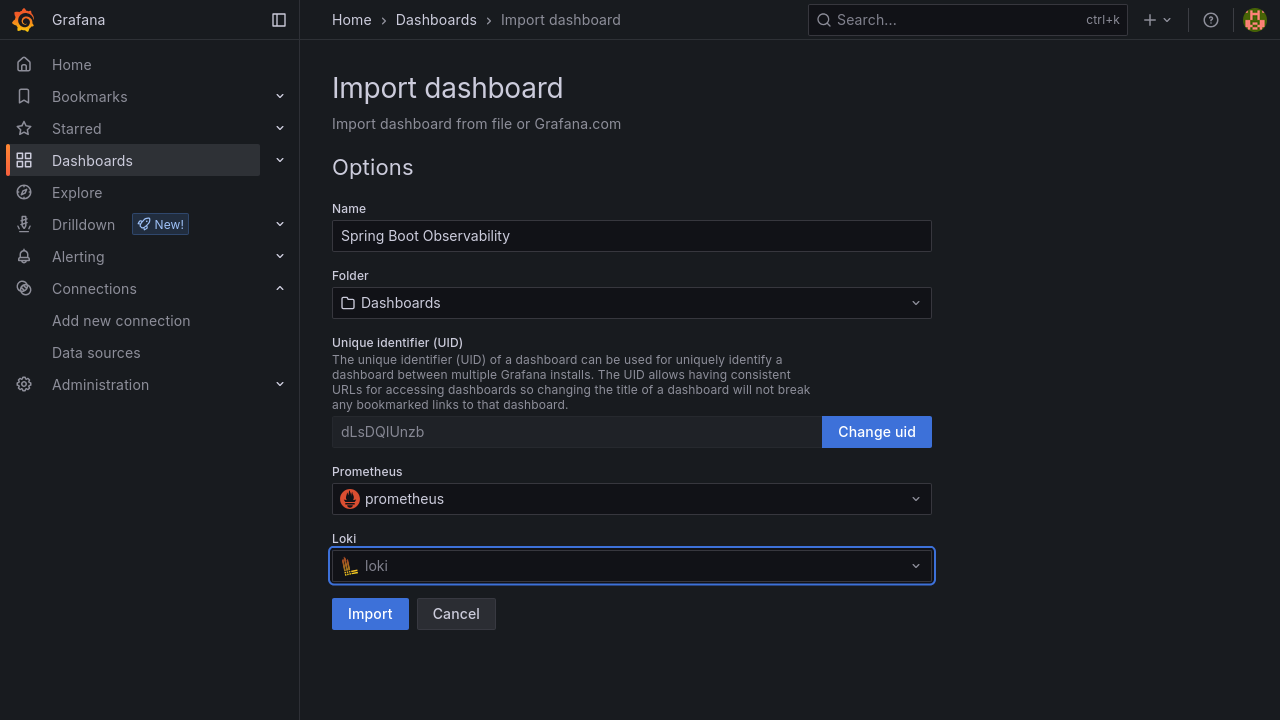 Grafana
Home
Dashboards
Import dashboard
Search...
ctrl+k
Home
Bookmarks
Starred
Dashboards
Explore
Drilldown
New!
Alerting
Connections
Add new connection
Data sources
Administration
Import dashboard
Import dashboard from file or Grafana.com
Options
Name
Spring Boot Observability
Folder
Dashboards
Unique identifier (UID)
The unique identifier (UID) of a dashboard can be used for uniquely identify a
dashboard between multiple Grafana installs. The UID allows having consistent
URLs for accessing dashboards so changing the title of a dashboard will not break
any bookmarked links to that dashboard.
dLsDQIUnzb
Change uid
Prometheus
prometheus
Loki
loki
Import
Cancel